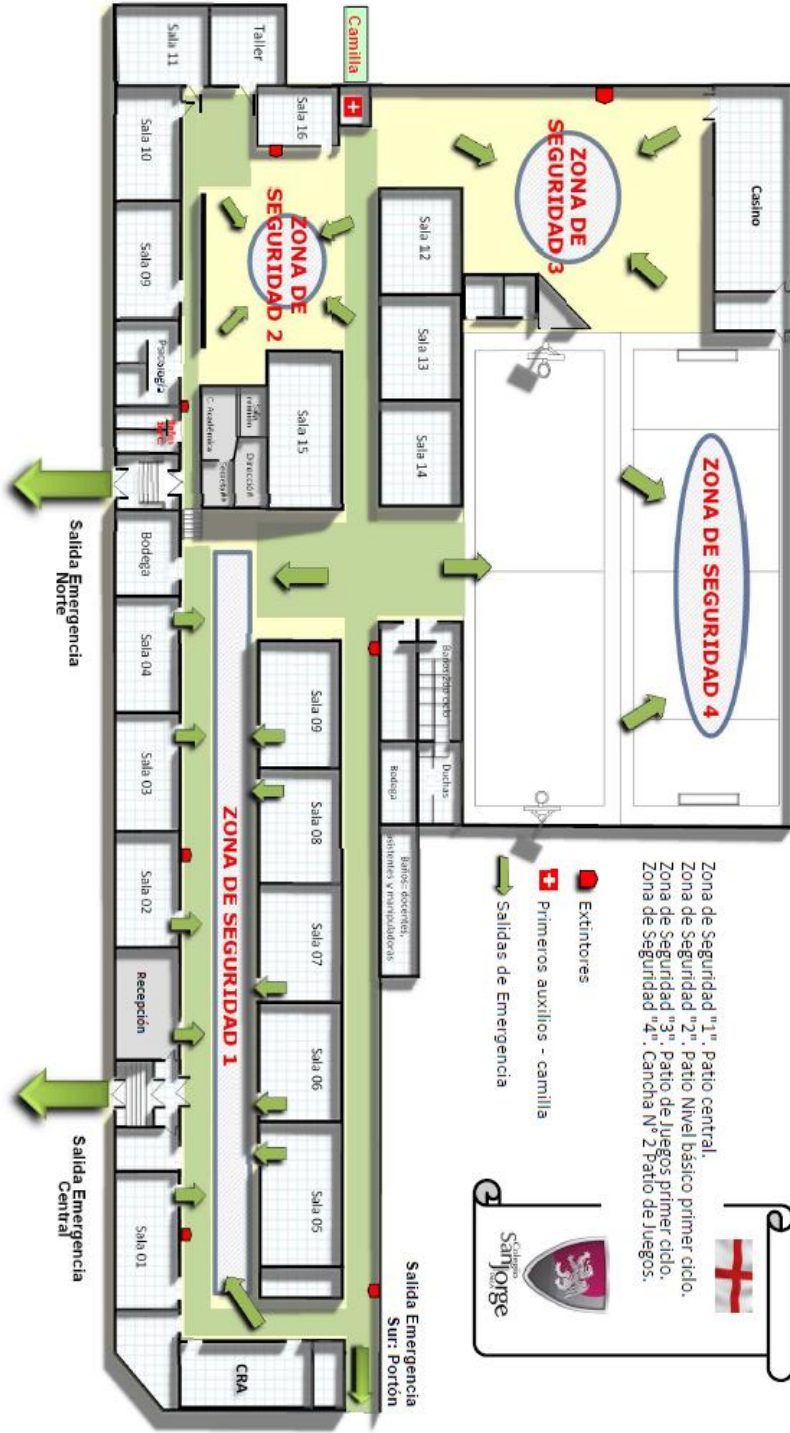 Camilla
Taller
Sala 11
Sala 10
Sala 09
Sala 16
ZONA DE
SEGURIDAD 3
Casino
ZONA DE
SEGURIDAD 2
Sala 12
Sala 13
Sala 14
Sala 15
Psicología
C. Académica
Dirección
Secretaría
Salida Emergencia
Norte
Bodega
Sala 04
Sala 03
Sala 02
Recepción
Sala 01
ZONA DE SEGURIDAD 4
ZONA DE SEGURIDAD 1
Sala 09
Sala 08
Sala 07
Sala 06
Sala 05
Baños 2do ciclo
Duchas
Bodega
Baños: docentes,
asistentes y manipuladoras
CRA
Salida Emergencia
Central
Salida Emergencia
Sur: Portón
Zona de Seguridad "1". Patio central.
Zona de Seguridad "2". Patio Nivel básico primer ciclo.
Zona de Seguridad "3". Patio de Juegos primer ciclo.
Zona de Seguridad "4". Cancha N° 2 Patio de Juegos.
Extintores
Primeros auxilios - camilla
Salidas de Emergencia
Colegio
SanJorge